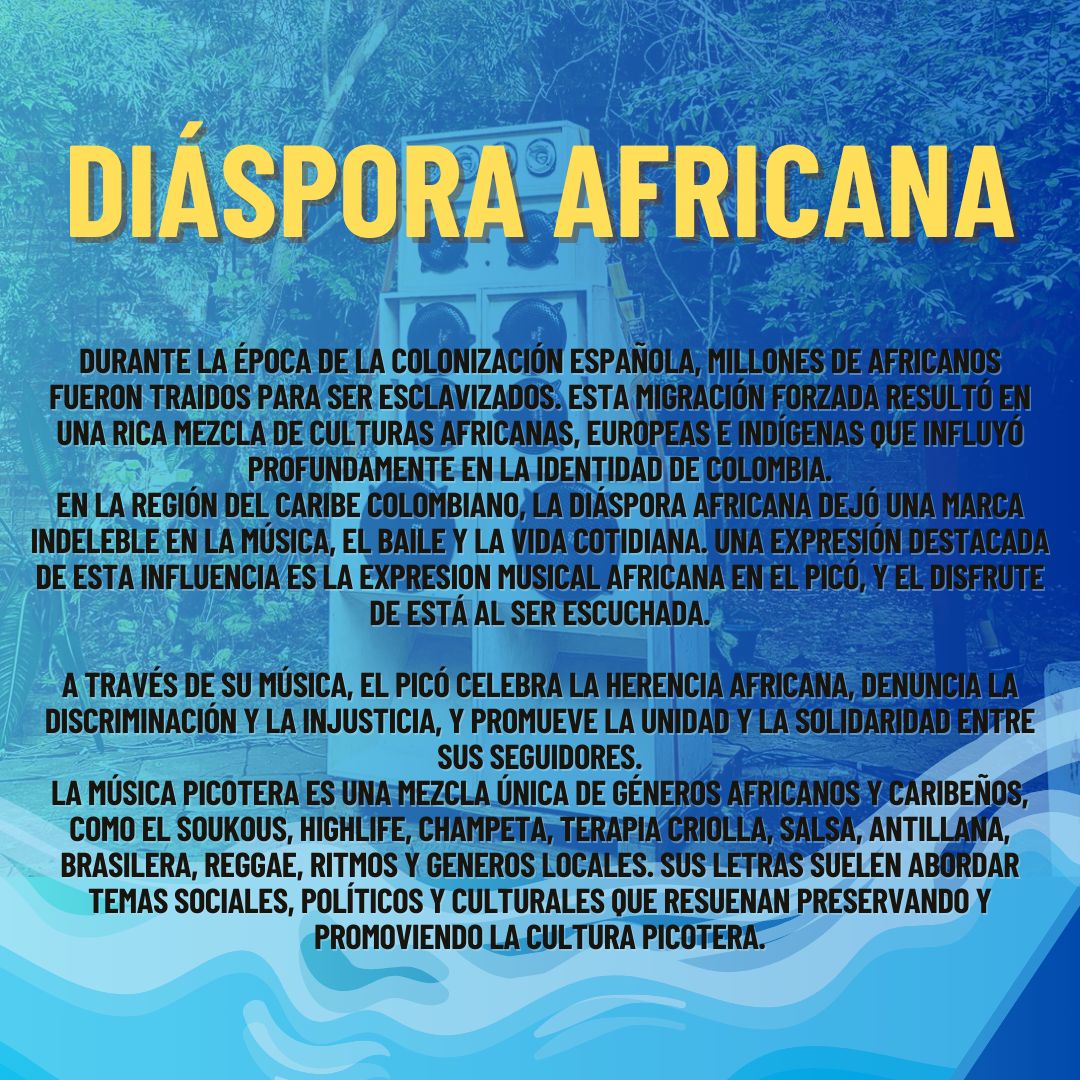 DIÁSPORA AFRICANA
DURANTE LA ÉPOCA DE LA COLONIZACIÓN ESPAÑOLA, MILLONES DE AFRICANOS
FUERON TRAIDOS PARA SER ESCLAVIZADOS. ESTA MIGRACIÓN FORZADA RESULTÓ EN
UNA RICA MEZCLA DE CULTURAS AFRICANAS, EUROPEAS E INDÍGENAS QUE INFLUYÓ
PROFUNDAMENTE EN LA IDENTIDAD DE COLOMBIA.
EN LA REGIÓN DEL CARIBE COLOMBIANO, LA DIÁSPORA AFRICANA DEJÓ UNA MARCA
INDELEBLE EN LA MÚSICA, EL BAILE Y LA VIDA COTIDIANA. UNA EXPRESIÓN DESTACADA
DE ESTA INFLUENCIA ES LA EXPRESION MUSICAL AFRICANA EN EL PICÓ, Y EL DISFRUTE
DE ESTÁ AL SER ESCUCHADA.
A TRAVÉS DE SU MÚSICA, EL PICÓ CELEBRA LA HERENCIA AFRICANA, DENUNCIA LA
DISCRIMINACIÓN Y LA INJUSTICIA, Y PROMUEVE LA UNIDAD Y LA SOLIDARIDAD ENTRE
SUS SEGUIDORES.
LA MÚSICA PICOTERA ES UNA MEZCLA ÚNICA DE GÉNEROS AFRICANOS Y CARIBEÑOS,
COMO EL SOUKOUS, HIGHLIFE, CHAMPETA, TERAPIA CRIOLLA, SALSA, ANTILLANA,
BRASILERA, REGGAE, RITMOS Y GENEROS LOCALES. SUS LETRAS SUELEN ABORDAR
TEMAS SOCIALES, POLÍTICOS Y CULTURALES QUE RESUENAN PRESERVANDO Y
PROMOVIENDO LA CULTURA PICOTERA.